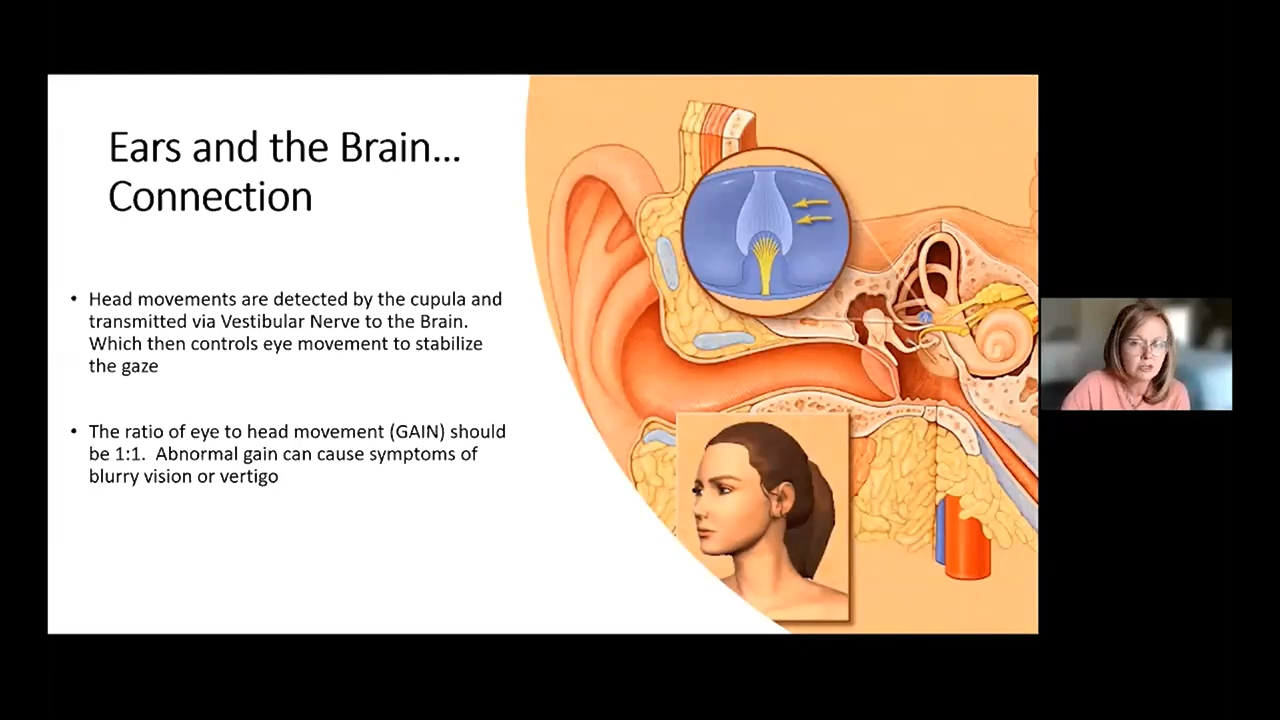 Ears and the Brain...
Connection
• Head movements are detected by the cupula and
transmitted via Vestibular Nerve to the Brain.
Which then controls eye movement to stabilize
the gaze
• The ratio of eye to head movement (GAIN) should
be 1:1.  Abnormal gain can cause symptoms of
blurry vision or vertigo